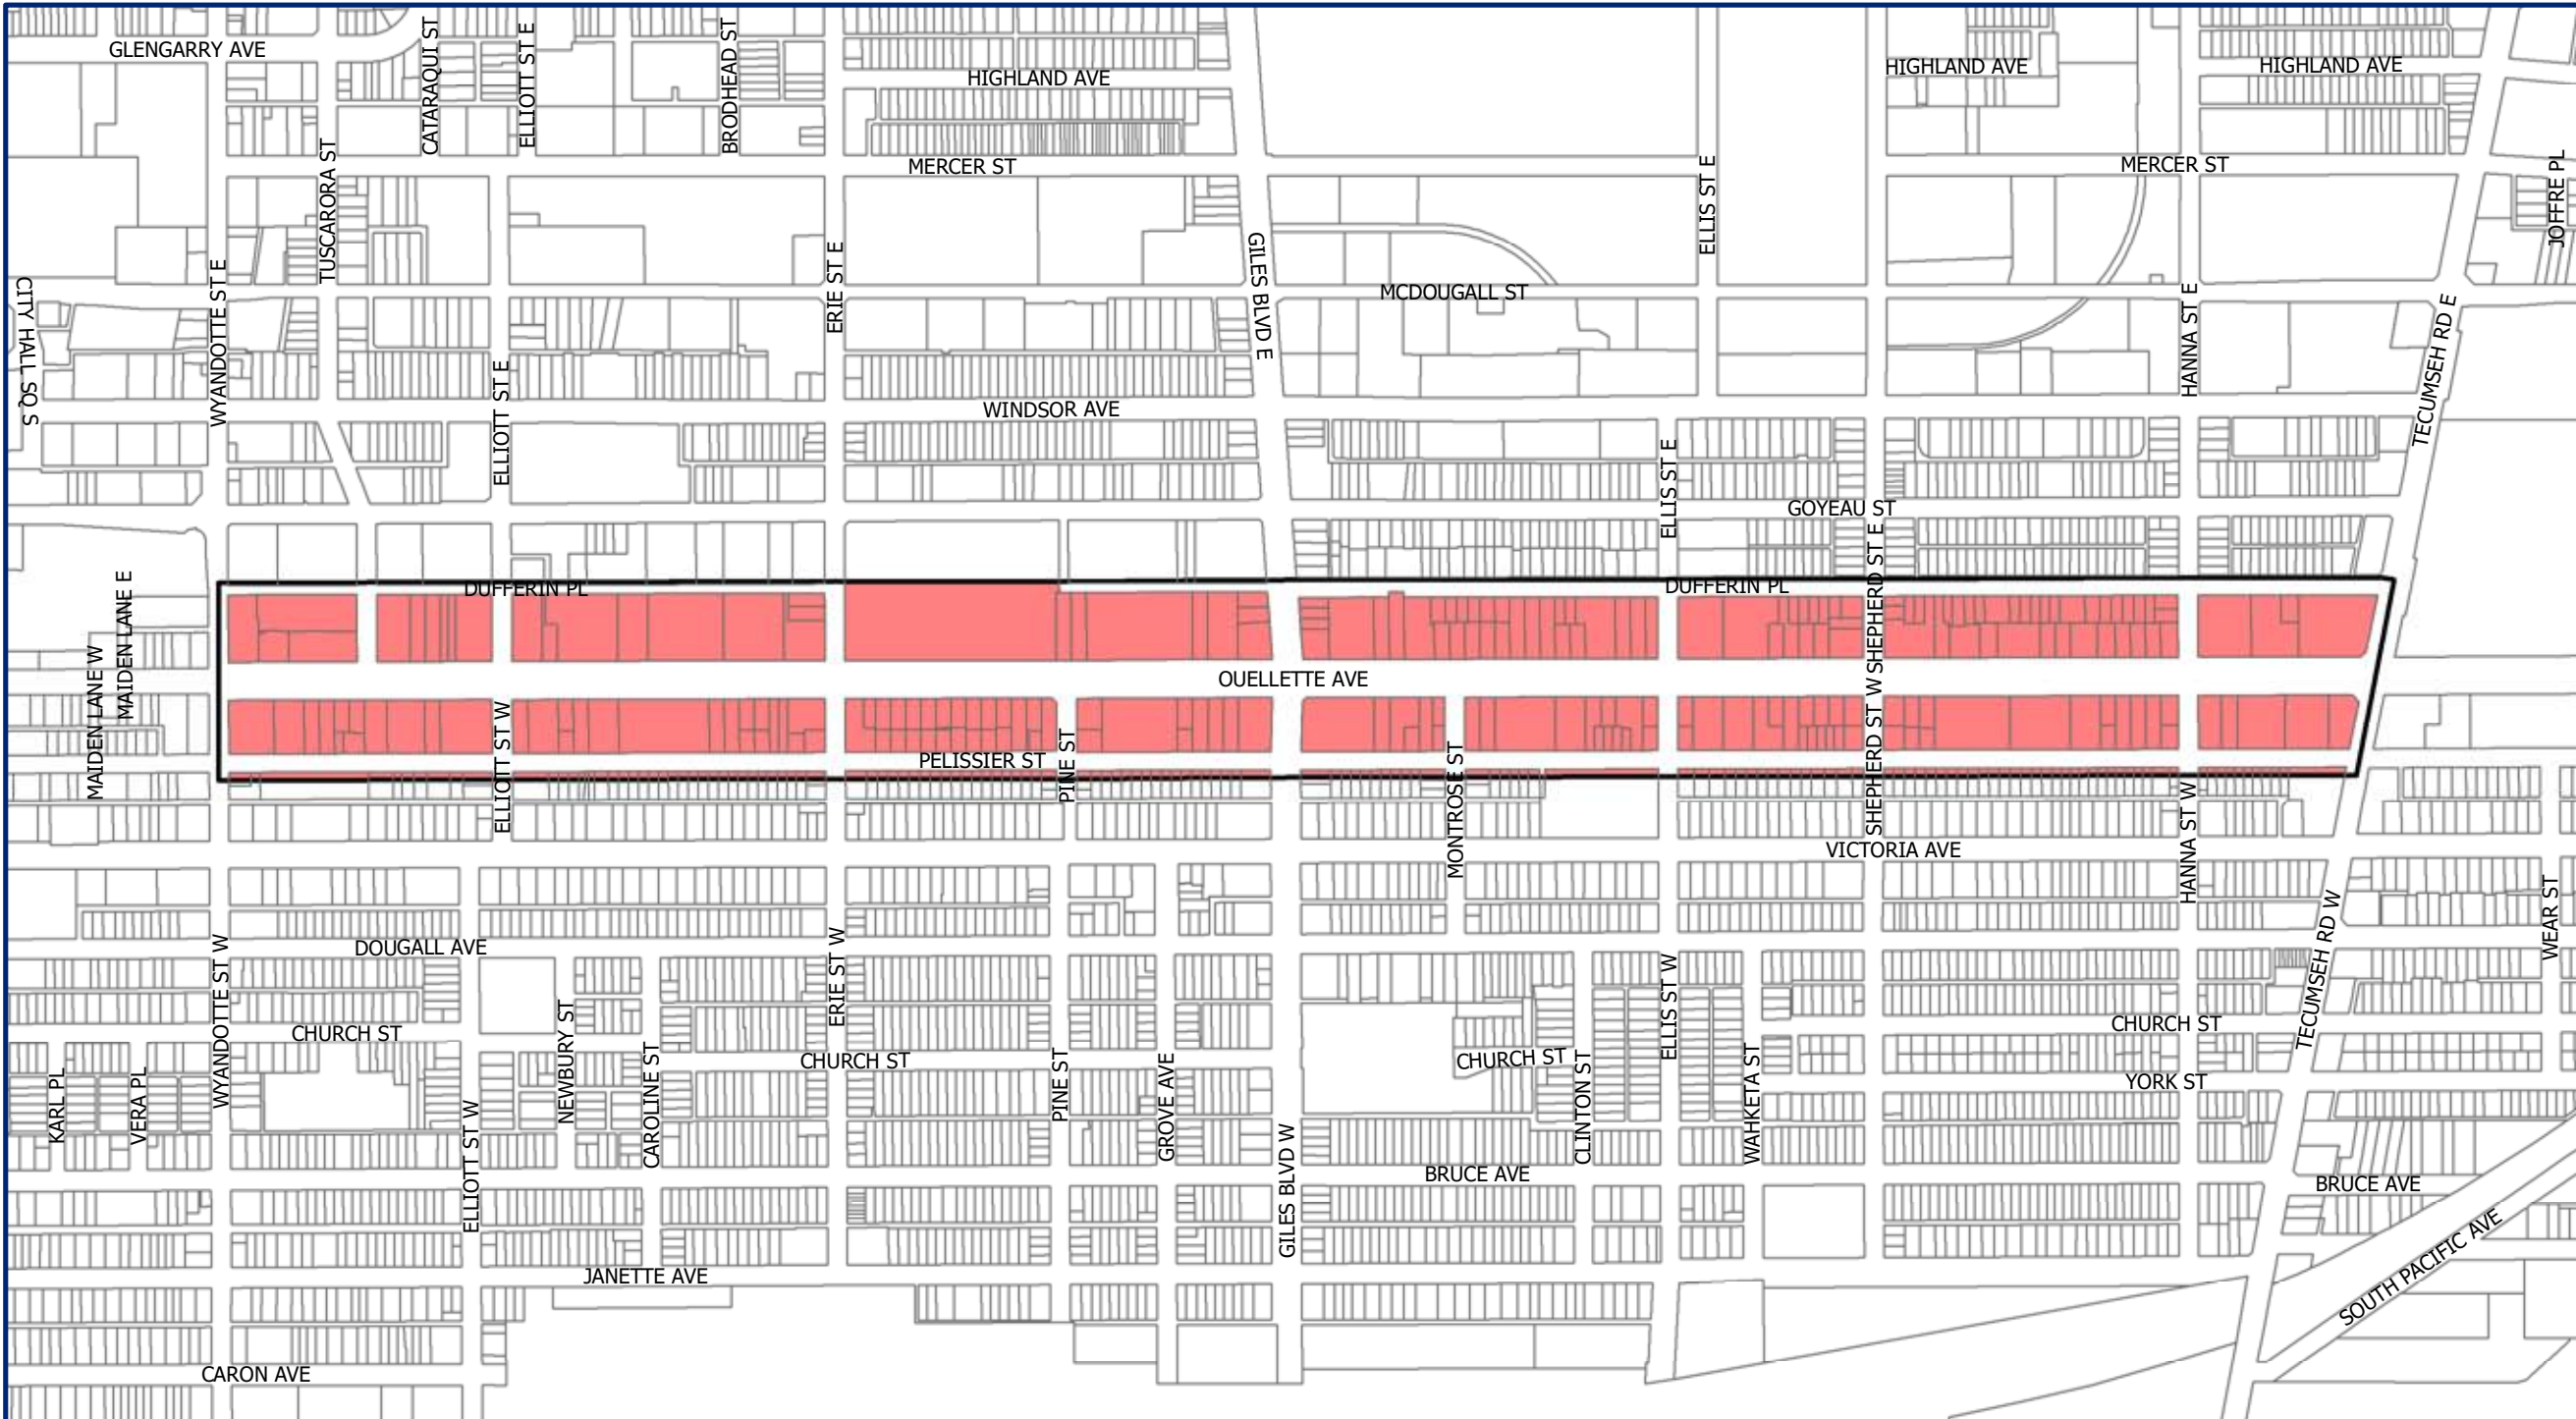 GLENGARRY AVE
CATARAQUI ST
ELLIOTT ST E
BRODHEAD ST
HIGHLAND AVE
HIGHLAND AVE
HIGHLAND AVE
TUSCARORA ST
MERCER ST
ELLIS ST E
MERCER ST
JOFFRE PL
CITY HALL SQ S
WYANDOTTE ST E
ERIE ST E
GILES BLVD E
MCDOUGALL ST
HANNA ST E
TECUMSEH RD E
ELLIOTT ST E
WINDSOR AVE
ELLIS ST E
GOYEAU ST
MAIDEN LANE W
MAIDEN LANE E
DUFFERIN PL
DUFFERIN PL
SHEPHERD ST E
OUELLETTE AVE
SHEPHERD ST W
ELLIOTT ST W
PELISSIER ST
PINE ST
MONTROSE ST
HANNA ST W
VICTORIA AVE
WYANDOTTE ST W
DOUGALL AVE
ERIE ST W
TECUMSEH RD W
WEAR ST
CHURCH ST
NEWBURY ST
CAROLINE ST
CHURCH ST
PINE ST
GROVE AVE
CHURCH ST
ELLIS ST W
CHURCH ST
KARL PL
VERA PL
CLINTON ST
WAHKETA ST
YORK ST
ELLIOTT ST W
GILES BLVD W
BRUCE AVE
BRUCE AVE
JANETTE AVE
SOUTH PACIFIC AVE
CARON AVE